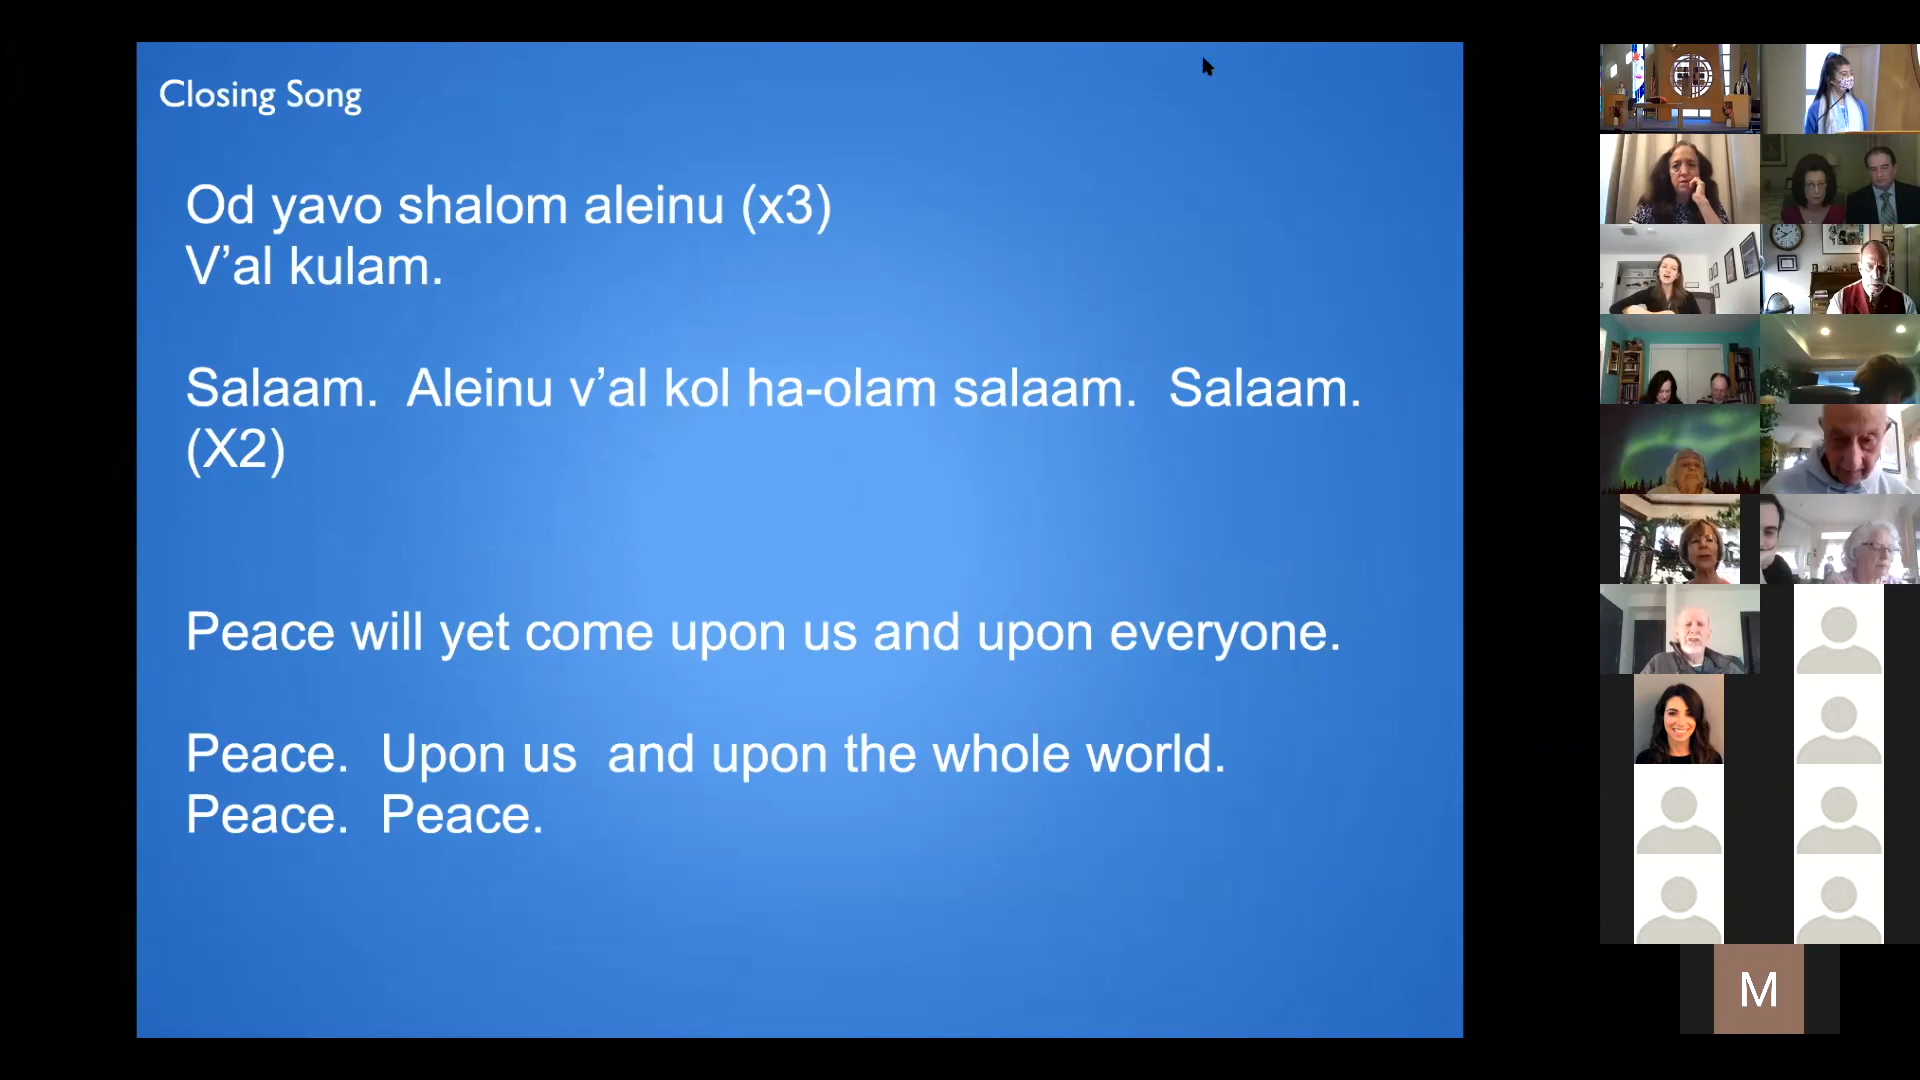 Closing Song
Od yavo shalom aleinu (x3)
V’al kulam.
Salaam.  Aleinu v’al kol ha-olam salaam.  Salaam.
(X2)
Peace will yet come upon us and upon everyone.
Peace.  Upon us  and upon the whole world.
Peace.  Peace.
M